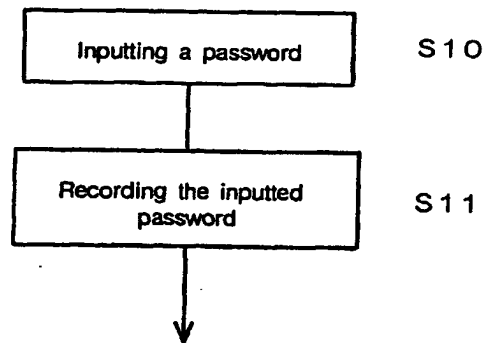 Inputting a password
S10
Recording the inputted
password
S11